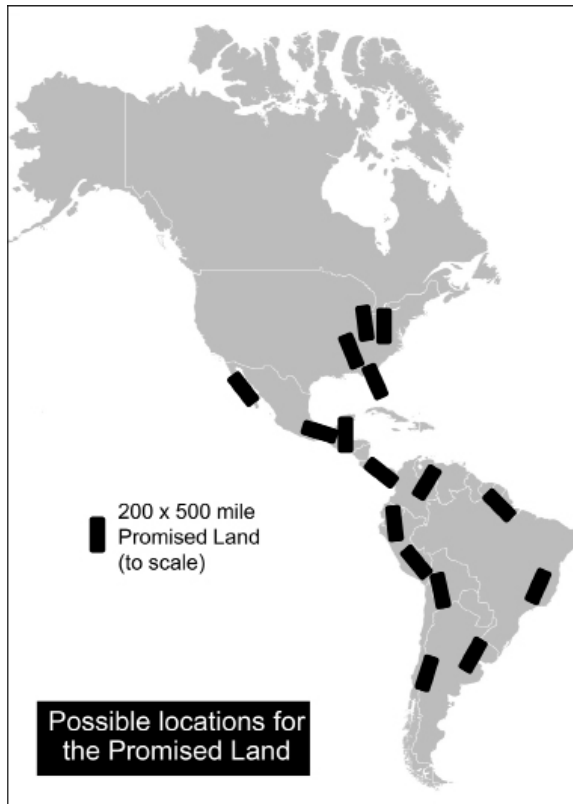 200 x 500 mile
Promised Land
(to scale)
Possible locations for
the Promised Land